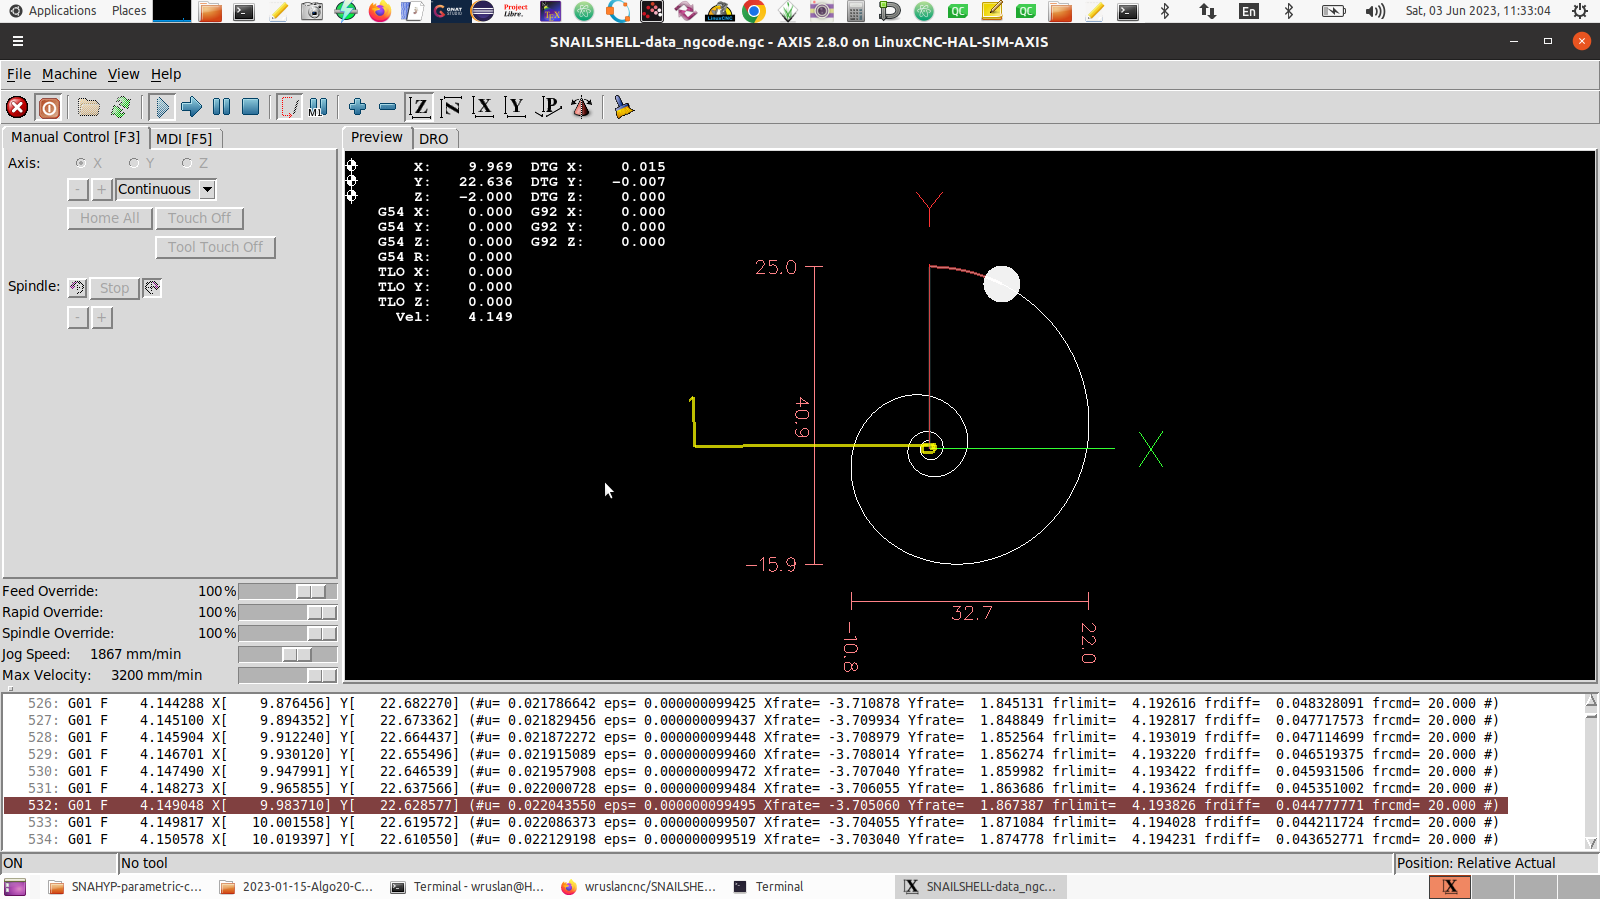 Applications Places En Sat, 03 Jun 2023, 11:33:04
SNAILSHELL-data_ngcode.ngc - AXIS 2.8.0 on LinuxCNC-HAL-SIM-AXIS
File Machine View Help
Manual Control [F3] MDI [F5]
Axis: X Y Z
- + Continuous
Home All Touch Off
Tool Touch Off
Spindle: Stop
- +
Feed Override: 100%
Rapid Override: 100%
Spindle Override: 100%
Jog Speed: 1867 mm/min
Max Velocity: 3200 mm/min
Preview DRO
X: 9.969 DTG X: 0.015
Y: 22.636 DTG Y: -0.007
Z: -2.000 DTG Z: 0.000
G54 X: 0.000 G92 X: 0.000
G54 Y: 0.000 G92 Y: 0.000
G54 Z: 0.000 G92 Z: 0.000
G54 R: 0.000
TLO X: 0.000
TLO Y: 0.000
TLO Z: 0.000
Vel: 4.149
Y
25.0
40.9
X
-15.9
32.7
-10.8
22.0
526: G01 F 4.144288 X[ 9.876456] Y[ 22.682270] (#u= 0.021786642 eps= 0.000000099425 Xfrate= -3.710878 Yfrate= 1.845131 frlimit= 4.192616 frdiff= 0.048328091 frcmd= 20.000 #)
527: G01 F 4.145100 X[ 9.894352] Y[ 22.673362] (#u= 0.021829456 eps= 0.000000099437 Xfrate= -3.709934 Yfrate= 1.848849 frlimit= 4.192817 frdiff= 0.047717573 frcmd= 20.000 #)
528: G01 F 4.145904 X[ 9.912240] Y[ 22.664437] (#u= 0.021872272 eps= 0.000000099448 Xfrate= -3.708979 Yfrate= 1.852564 frlimit= 4.193019 frdiff= 0.047114699 frcmd= 20.000 #)
529: G01 F 4.146701 X[ 9.930120] Y[ 22.655496] (#u= 0.021915089 eps= 0.000000099460 Xfrate= -3.708014 Yfrate= 1.856274 frlimit= 4.193220 frdiff= 0.046519375 frcmd= 20.000 #)
530: G01 F 4.147490 X[ 9.947991] Y[ 22.646539] (#u= 0.021957908 eps= 0.000000099472 Xfrate= -3.707040 Yfrate= 1.859982 frlimit= 4.193422 frdiff= 0.045931506 frcmd= 20.000 #)
531: G01 F 4.148273 X[ 9.965855] Y[ 22.637566] (#u= 0.022000728 eps= 0.000000099484 Xfrate= -3.706055 Yfrate= 1.863686 frlimit= 4.193624 frdiff= 0.045351002 frcmd= 20.000 #)
532: G01 F 4.149048 X[ 9.983710] Y[ 22.628577] (#u= 0.022043550 eps= 0.000000099495 Xfrate= -3.705060 Yfrate= 1.867387 frlimit= 4.193826 frdiff= 0.044777771 frcmd= 20.000 #)
533: G01 F 4.149817 X[ 10.001558] Y[ 22.619572] (#u= 0.022086373 eps= 0.000000099507 Xfrate= -3.704055 Yfrate= 1.871084 frlimit= 4.194028 frdiff= 0.044211724 frcmd= 20.000 #)
534: G01 F 4.150578 X[ 10.019397] Y[ 22.610550] (#u= 0.022129198 eps= 0.000000099519 Xfrate= -3.703040 Yfrate= 1.874778 frlimit= 4.194231 frdiff= 0.043652771 frcmd= 20.000 #)
ON No tool Position: Relative Actual
SNAHYP-parametric-c... 2023-01-15-Algo20-C... Terminal - wruslan@H... wruslancnc/SNAILSHE... Terminal SNAILSHELL-data_ngc...